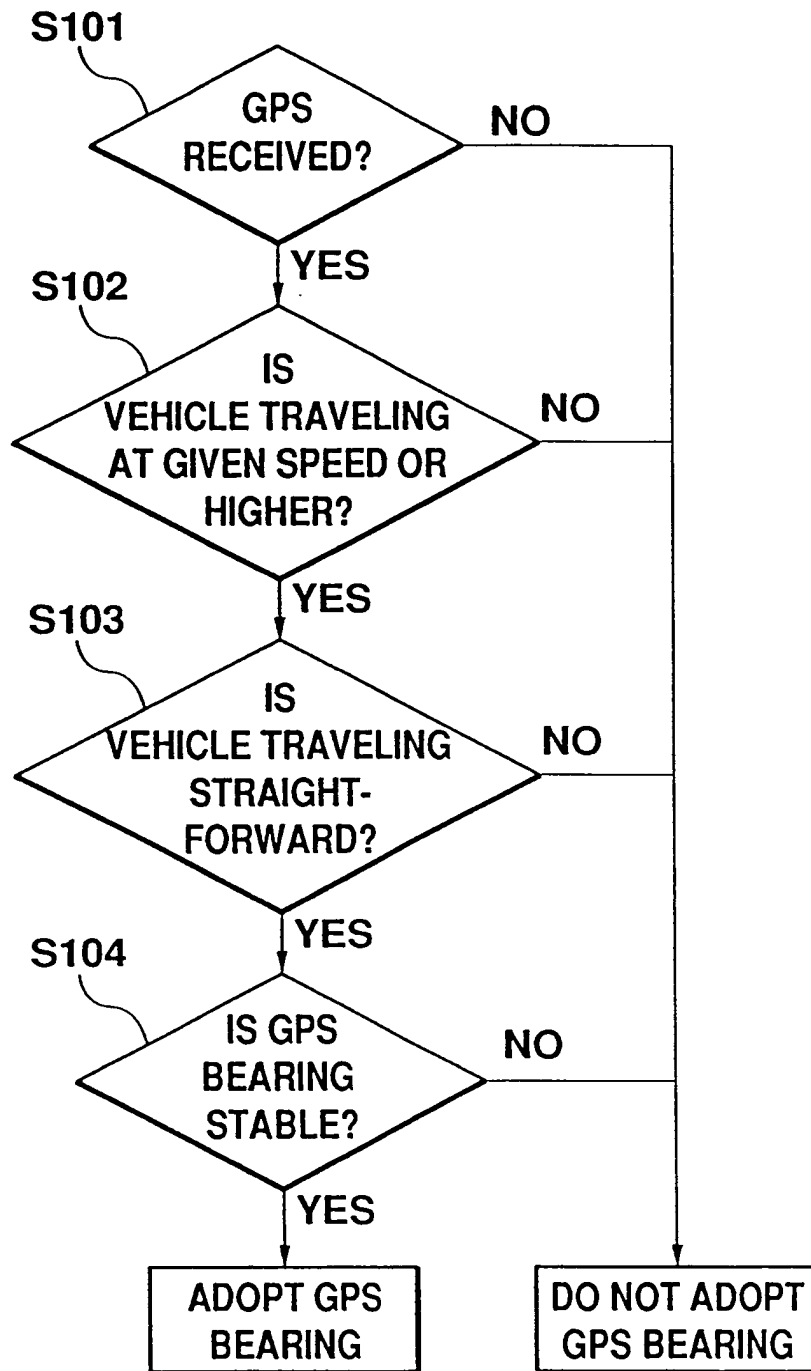 S101
GPS
RECEIVED?
NO
YES
S102
IS
VEHICLE TRAVELING
AT GIVEN SPEED OR
HIGHER?
NO
YES
S103
IS
VEHICLE TRAVELING
STRAIGHT-
FORWARD?
NO
YES
S104
IS GPS
BEARING
STABLE?
NO
YES
ADOPT GPS
BEARING
DO NOT ADOPT
GPS BEARING